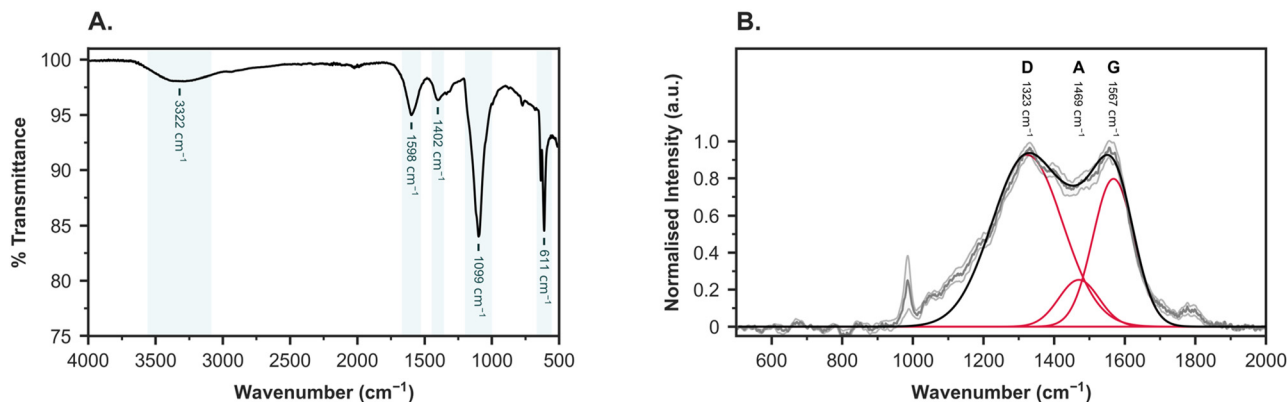 A.
100
95
90
85
80
75
% Transmittance
3322 cm⁻¹
1598 cm⁻¹
1402 cm⁻¹
1099 cm⁻¹
611 cm⁻¹
4000 3500 3000 2500 2000 1500 1000 500
Wavenumber (cm⁻¹)
B.
D A G
1323 cm⁻¹
1469 cm⁻¹
1567 cm⁻¹
1.0
0.8
0.6
0.4
0.2
0
Normalised Intensity (a.u.)
600 800 1000 1200 1400 1600 1800 2000
Wavenumber (cm⁻¹)